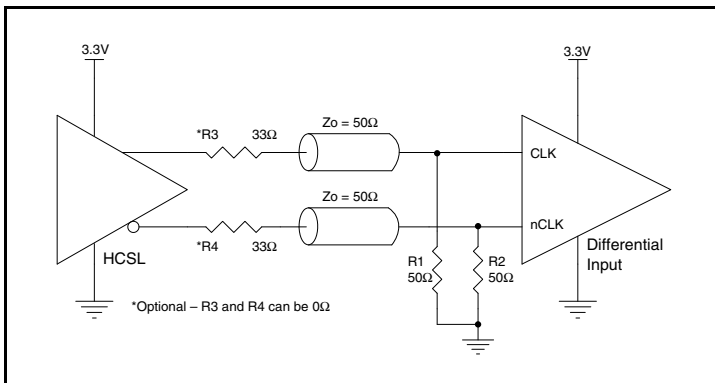 3.3V
3.3V
*R3 33Ω
Zo = 50Ω
CLK
Zo = 50Ω
nCLK
HCSL
*R4 33Ω
R1
50Ω
R2
50Ω
Differential
Input
*Optional – R3 and R4 can be 0Ω